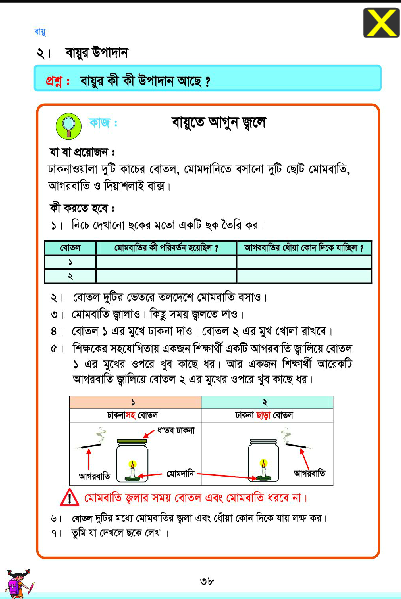 বায়ু
২। বায়ুর উপাদান
প্রশ্ন : বায়ুর কী কী উপাদান আছে ?
কাজ : বায়ুতে আগুন জ্বলে
যা যা প্রয়োজন :
ঢাকনাওয়ালা দুটি কাচের বোতল, মোমদানিতে বসানো দুটি ছোট মোমবাতি,
আগরবাতি ও দিয়াশলাই বাক্স।
কী করতে হবে :
১। নিচে দেখানো ছকের মতো একটি ছক তৈরি কর
বোতল মোমবাতির কী পরিবর্তন হয়েছিল ? আগরবাতির ধোঁয়া কোন দিকে যাচ্ছিল ?
১
২
২। বোতল দুটির ভেতরে তলদেশে মোমবাতি বসাও।
৩। মোমবাতি জ্বালাও। কিছু সময় জ্বলতে দাও।
৪ বোতল ১ এর মুখে ঢাকনা দাও বোতল ২ এর মুখ খোলা রাখবে।
৫। শিক্ষকের সহযোগিতায় একজন শিক্ষার্থী একটি আগরবাতি জ্বালিয়ে বোতল
১ এর মুখের ওপরে খুব কাছে ধর। আর একজন শিক্ষার্থী আরেকটি
আগরবাতি জ্বালিয়ে বোতল ২ এর মুখের ওপরে খুব কাছে ধর।
১ ২
ঢাকনাসহ বোতল ঢাকনা ছাড়া বোতল
ধাতব ঢাকনা
আগরবাতি মোমদানি আগরবাতি
মোমবাতি জ্বলার সময় বোতল এবং মোমবাতি ধরবে না।
৬। বোতল দুটির মধ্যে মোমবাতির জ্বলা এবং ধোঁয়া কোন দিকে যায় লক্ষ কর।
৭। তুমি যা দেখলে ছকে লেখ।
৩৮